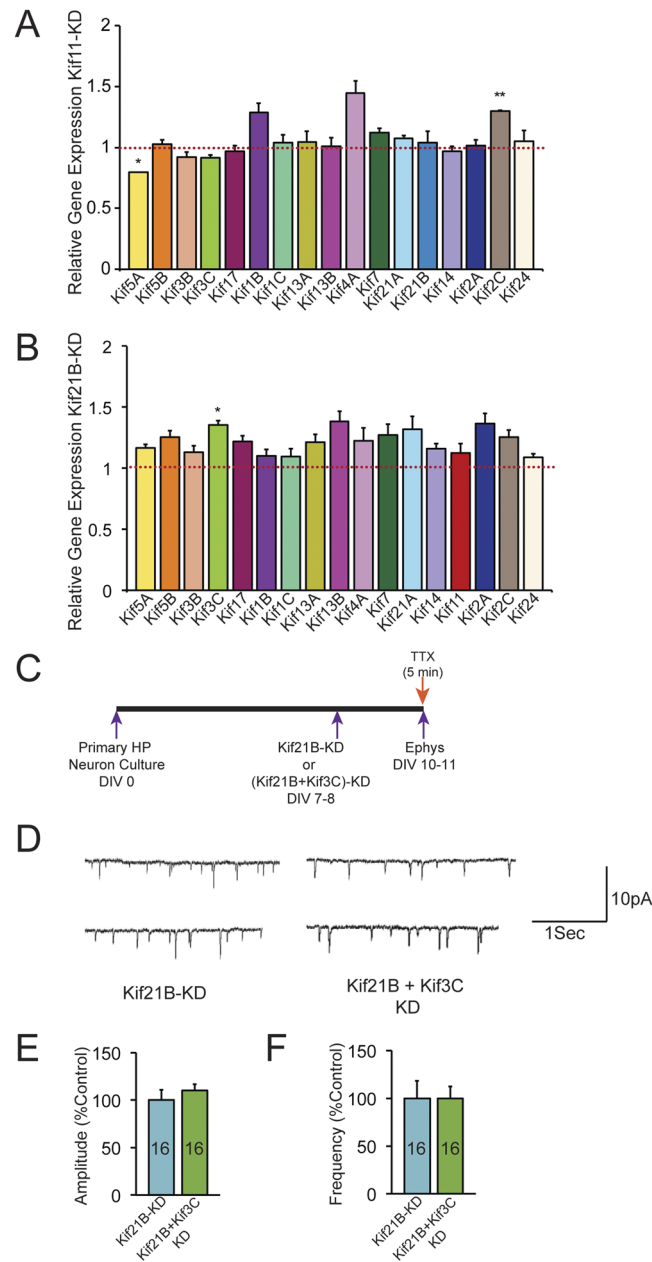 A
Relative Gene Expression Kif11-KD
2
1.5
1
0.5
0
*
**
Kif5A
Kif5B
Kif3B
Kif3C
Kif17
Kif1B
Kif1C
Kif13A
Kif13B
Kif4A
Kif7
Kif21A
Kif21B
Kif14
Kif2A
Kif2C
Kif24
B
Relative Gene Expression Kif21B-KD
2
1.5
1
0.5
0
*
Kif5A
Kif5B
Kif3B
Kif3C
Kif17
Kif1B
Kif1C
Kif13A
Kif13B
Kif4A
Kif7
Kif21A
Kif14
Kif11
Kif2A
Kif2C
Kif24
C
TTX
(5 min)
Primary HP
Neuron Culture
DIV 0
Kif21B-KD
or
(Kif21B+Kif3C)-KD
DIV 7-8
Ephys
DIV 10-11
D
10pA
1Sec
Kif21B-KD
Kif21B + Kif3C
KD
E
Amplitude (%Control)
150
100
50
0
16
16
Kif21B-KD
Kif21B+Kif3C
KD
F
Frequency (%Control)
150
100
50
0
16
16
Kif21B-KD
Kif21B+Kif3C
KD